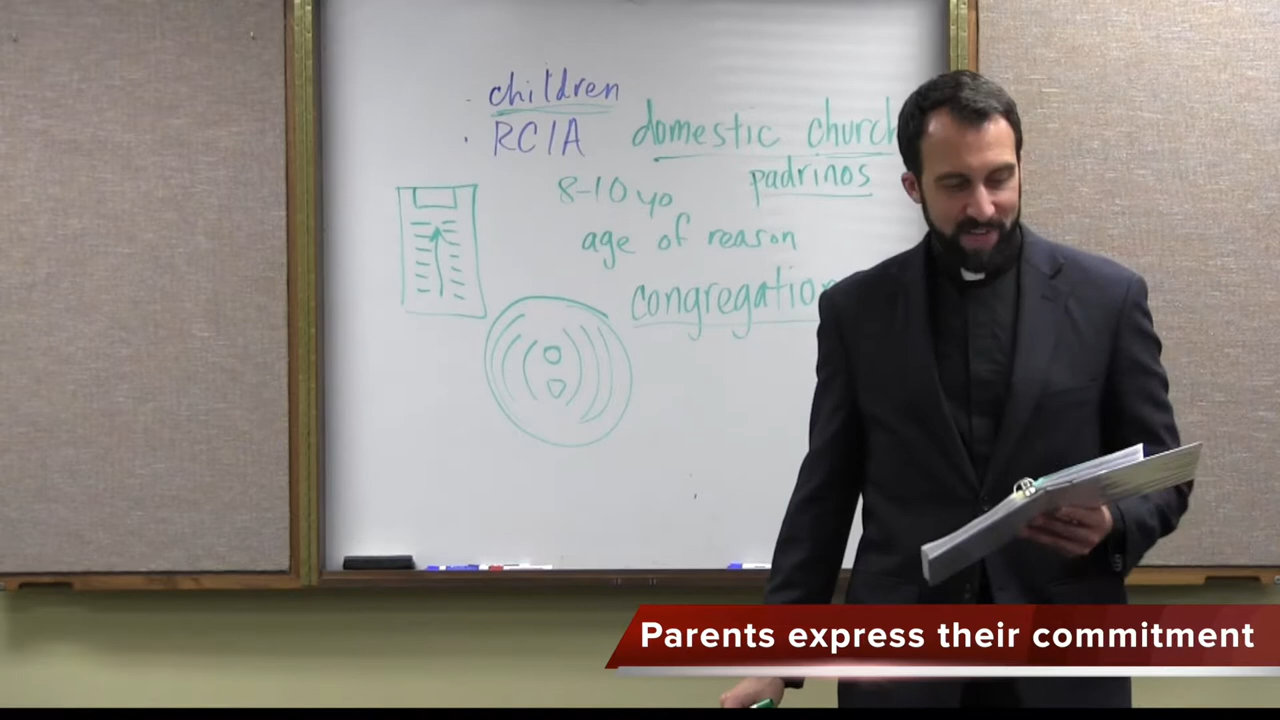 children
RCIA
domestic church
padrinos
8-10 yo
age of reason
congregation
Parents express their commitment